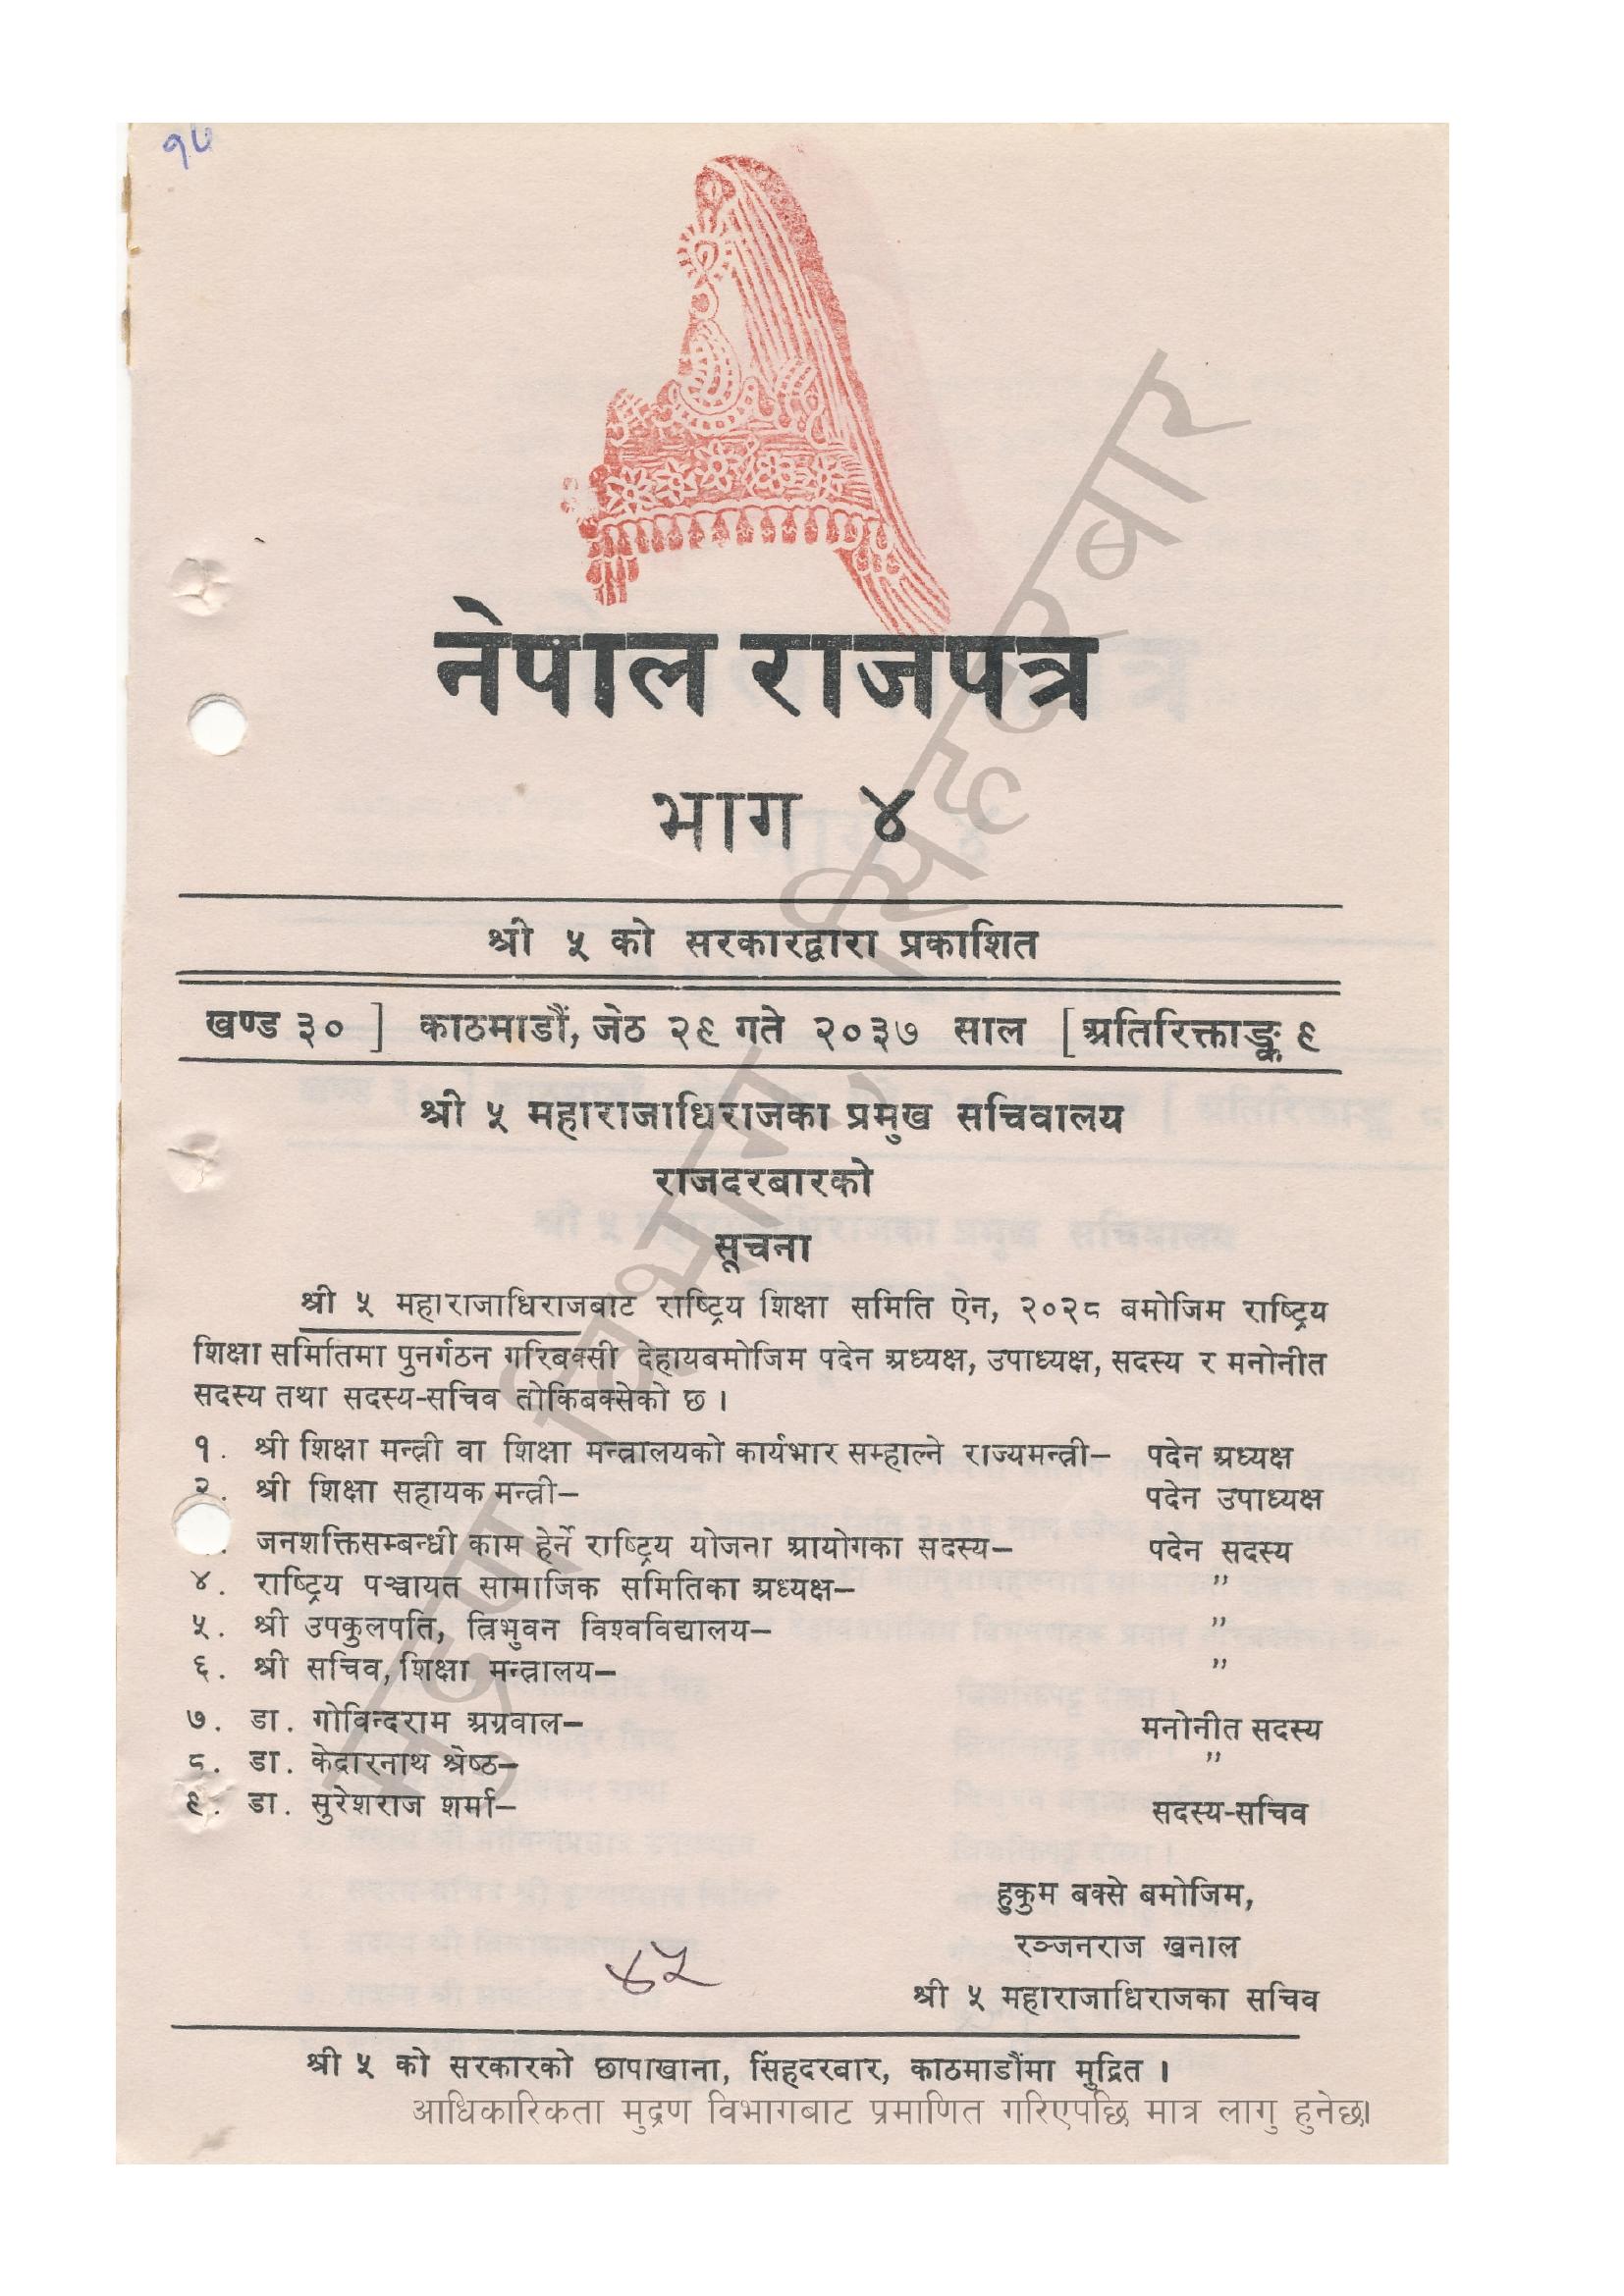 १५
नेपाल राजपत्र
भाग ४
श्री ५ को सरकारद्वारा प्रकाशित
खण्ड ३० ] काठमाडौं, जेठ २९ गते २०३७ साल [ अतिरिक्ताङ्क ९
श्री ५ महाराजाधिराजका प्रमुख सचिवालय
राजदरबारको
सूचना
श्री ५ महाराजाधिराजबाट राष्ट्रिय शिक्षा समिति ऐन, २०२८ बमोजिम राष्ट्रिय
शिक्षा समितिमा पुनर्गठन गरिबक्सी देहायबमोजिम पदेन अध्यक्ष, उपाध्यक्ष, सदस्य र मनोनीत
सदस्य तथा सदस्य-सचिव तोकिबक्सेको छ ।
१. श्री शिक्षा मन्त्री वा शिक्षा मन्त्रालयको कार्यभार सम्हाल्ने राज्यमन्त्री– पदेन अध्यक्ष
२. श्री शिक्षा सहायक मन्त्री– पदेन उपाध्यक्ष
जनशक्तिसम्बन्धी काम हेर्ने राष्ट्रिय योजना आयोगका सदस्य– पदेन सदस्य
४. राष्ट्रिय पञ्चायत सामाजिक समितिका अध्यक्ष– ”
५. श्री उपकुलपति, त्रिभुवन विश्वविद्यालय– ”
६. श्री सचिव, शिक्षा मन्त्रालय– ”
७. डा. गोविन्दराम अग्रवाल– मनोनीत सदस्य
८. डा. केदारनाथ श्रेष्ठ– ”
९. डा. सुरेशराज शर्मा– सदस्य-सचिव
हुकुम बक्से बमोजिम,
रञ्जनराज खनाल
श्री ५ महाराजाधिराजका सचिव
४५
श्री ५ को सरकारको छापाखाना, सिंहदरबार, काठमाडौंमा मुद्रित ।
आधिकारिकता मुद्रण विभागबाट प्रमाणित गरिएपछि मात्र लागु हुनेछ।
मुद्रण विभाग, सिंहदरबार